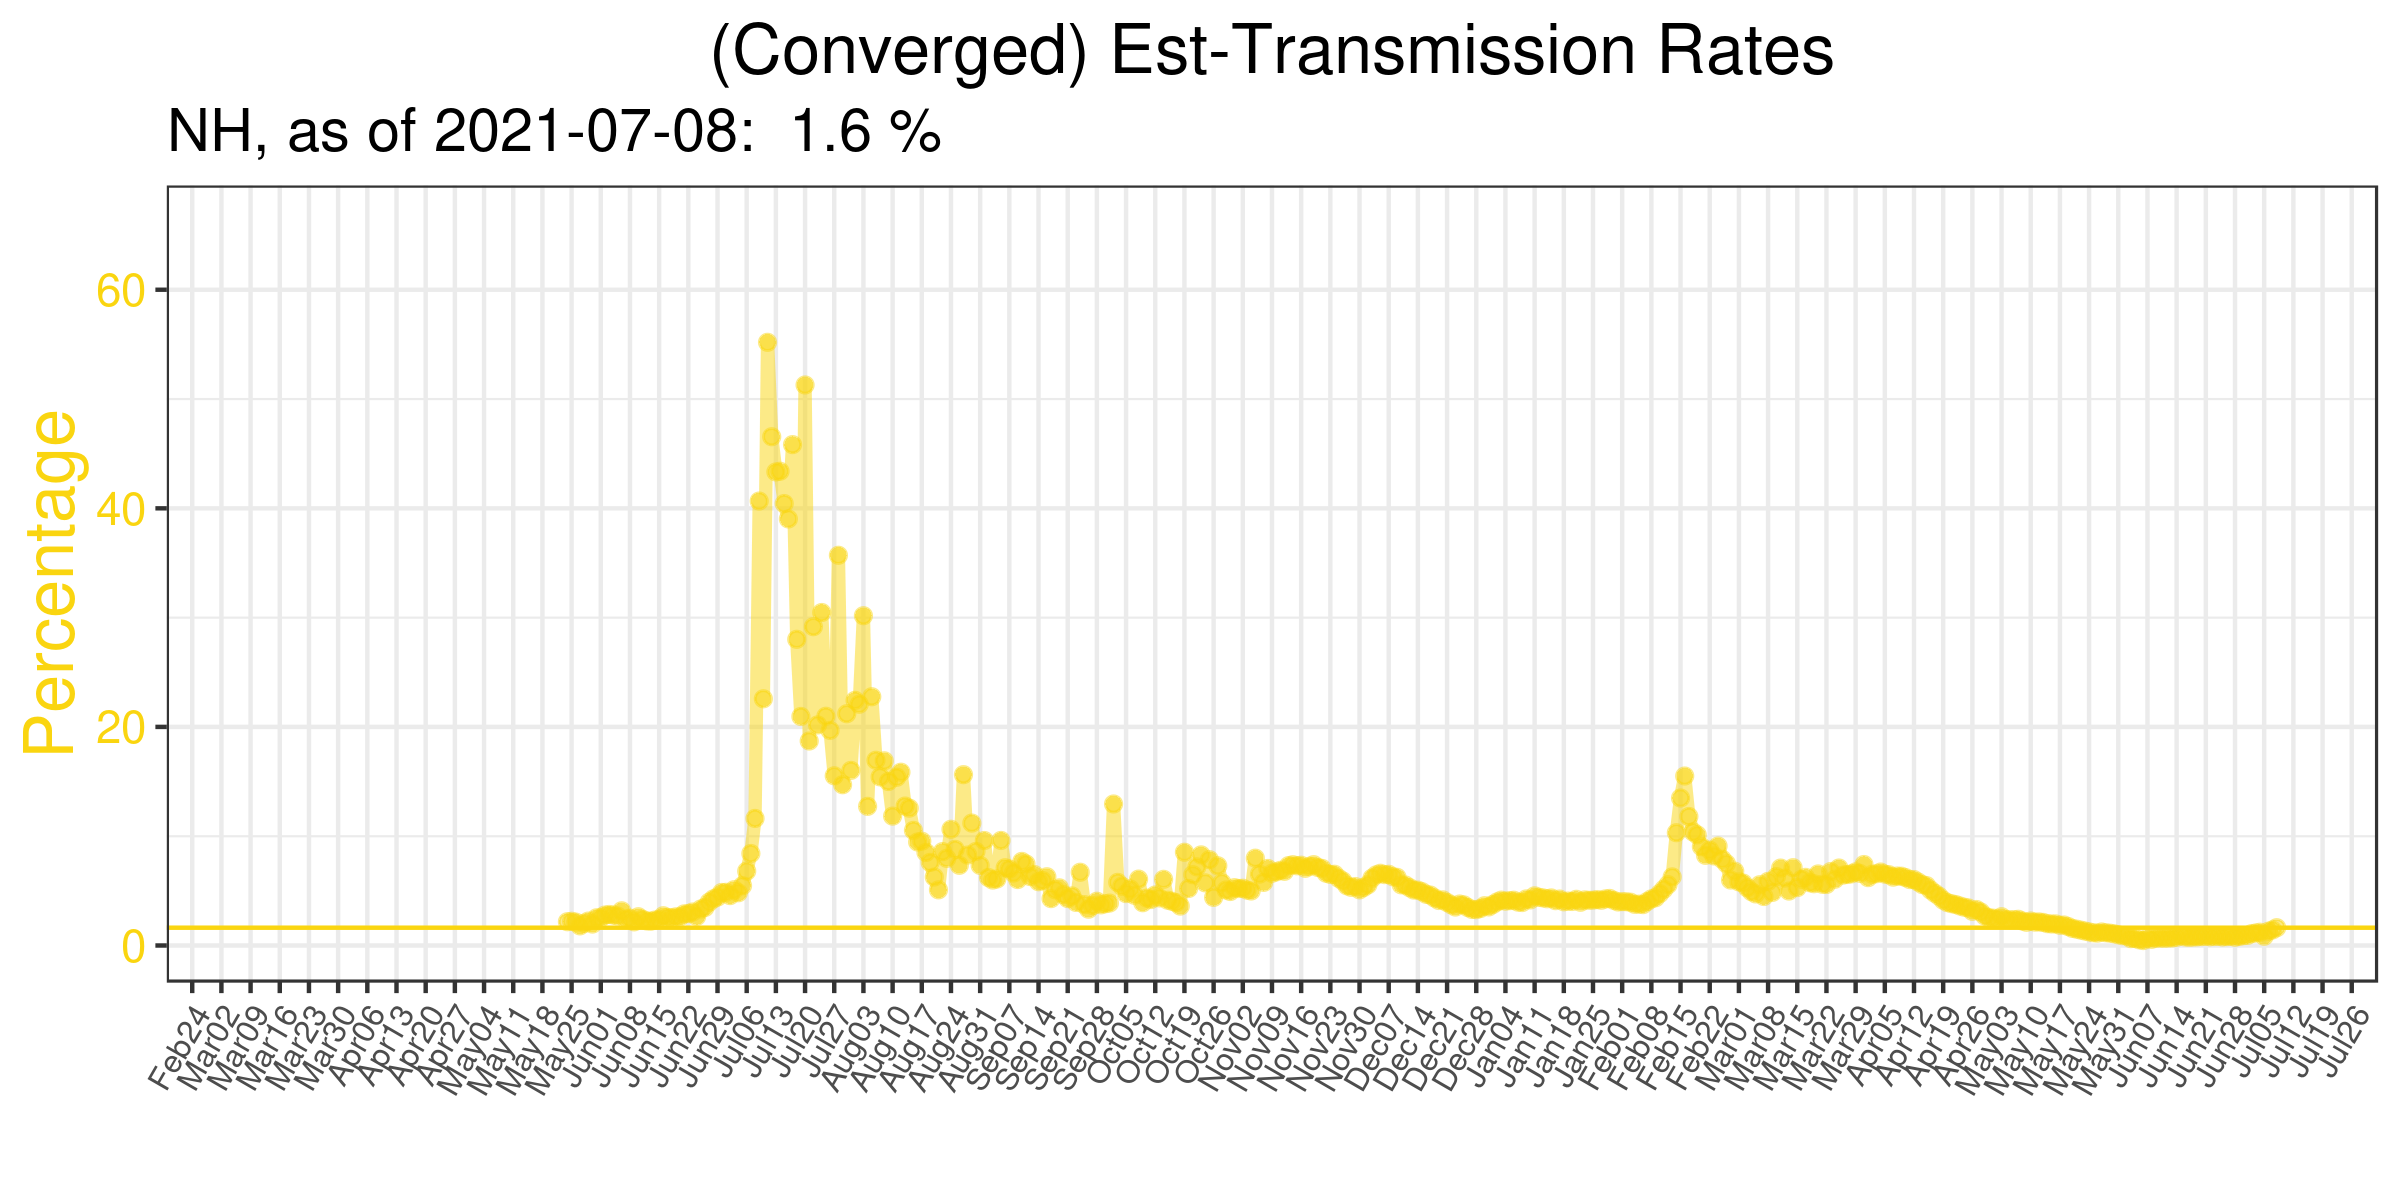 (Converged) Est-Transmission Rates
NH, as of 2021-07-08:  1.6 %
Percentage
60
40
20
0
Feb24
Mar02
Mar09
Mar16
Mar23
Mar30
Apr06
Apr13
Apr20
Apr27
May04
May11
May18
May25
Jun01
Jun08
Jun15
Jun22
Jun29
Jul06
Jul13
Jul20
Jul27
Aug03
Aug10
Aug17
Aug24
Aug31
Sep07
Sep14
Sep21
Sep28
Oct05
Oct12
Oct19
Oct26
Nov02
Nov09
Nov16
Nov23
Nov30
Dec07
Dec14
Dec21
Dec28
Jan04
Jan11
Jan18
Jan25
Feb01
Feb08
Feb15
Feb22
Mar01
Mar08
Mar15
Mar22
Mar29
Apr05
Apr12
Apr19
Apr26
May03
May10
May17
May24
May31
Jun07
Jun14
Jun21
Jun28
Jul05
Jul12
Jul19
Jul26